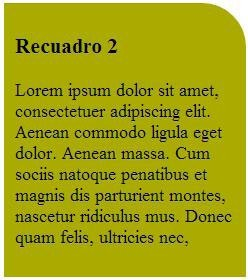 Recuadro 2
Lorem ipsum dolor sit amet,
consectetuer adipiscing elit.
Aenean commodo ligula eget
dolor. Aenean massa. Cum
sociis natoque penatibus et
magnis dis parturient montes,
nascetur ridiculus mus. Donec
quam felis, ultricies nec,